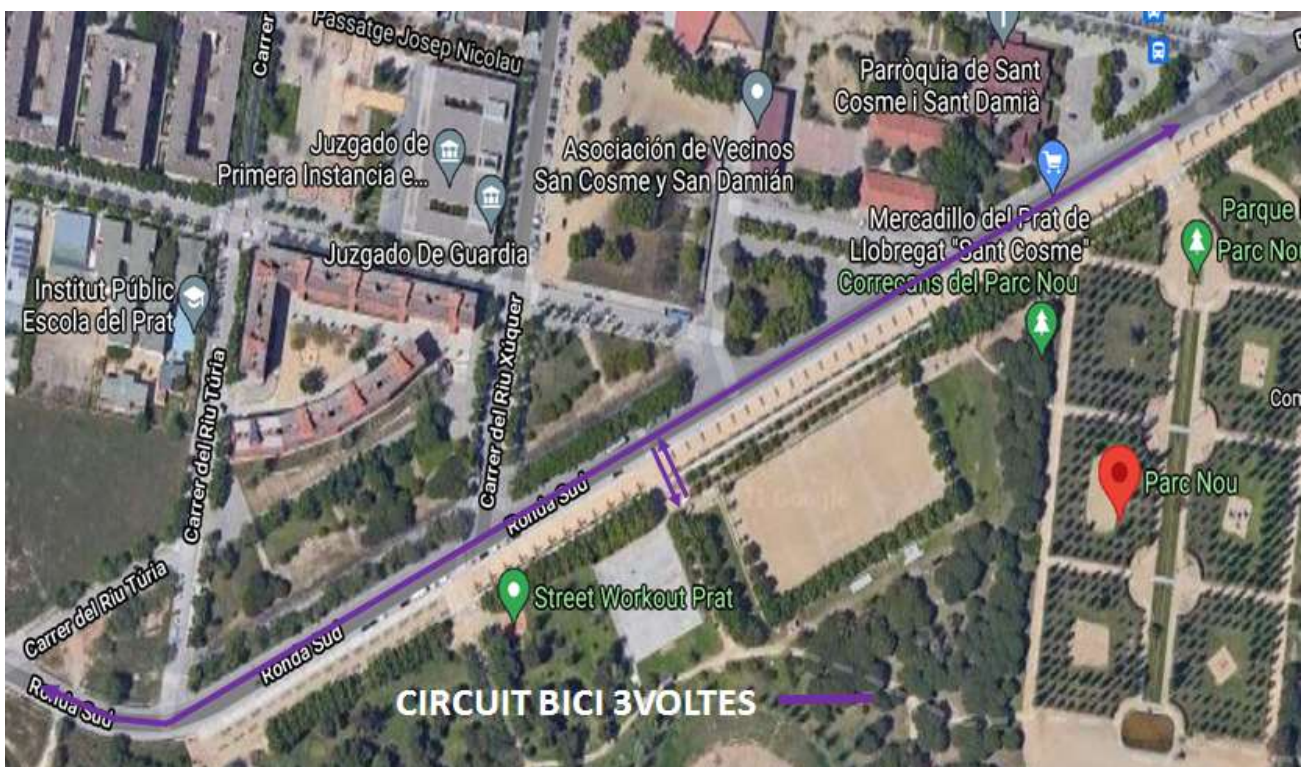 Passatge Josep Nicolau
Carrer
Parròquia de Sant
Cosme i Sant Damià
Juzgado de
Primera Instancia e...
Asociación de Vecinos
San Cosme y San Damián
Juzgado De Guardia
Mercadillo del Prat de
Llobregat "Sant Cosme"
Correcans del Parc Nou
Parque
Parc Nou
Institut Públic
Escola del Prat
Carrer del Riu Túria
Carrer del Riu Xúquer
Con
Parc Nou
Ronda Sud
Street Workout Prat
Carrer del Riu Túria
Ronda Sud
Ronda Sud
CIRCUIT BICI 3VOLTES